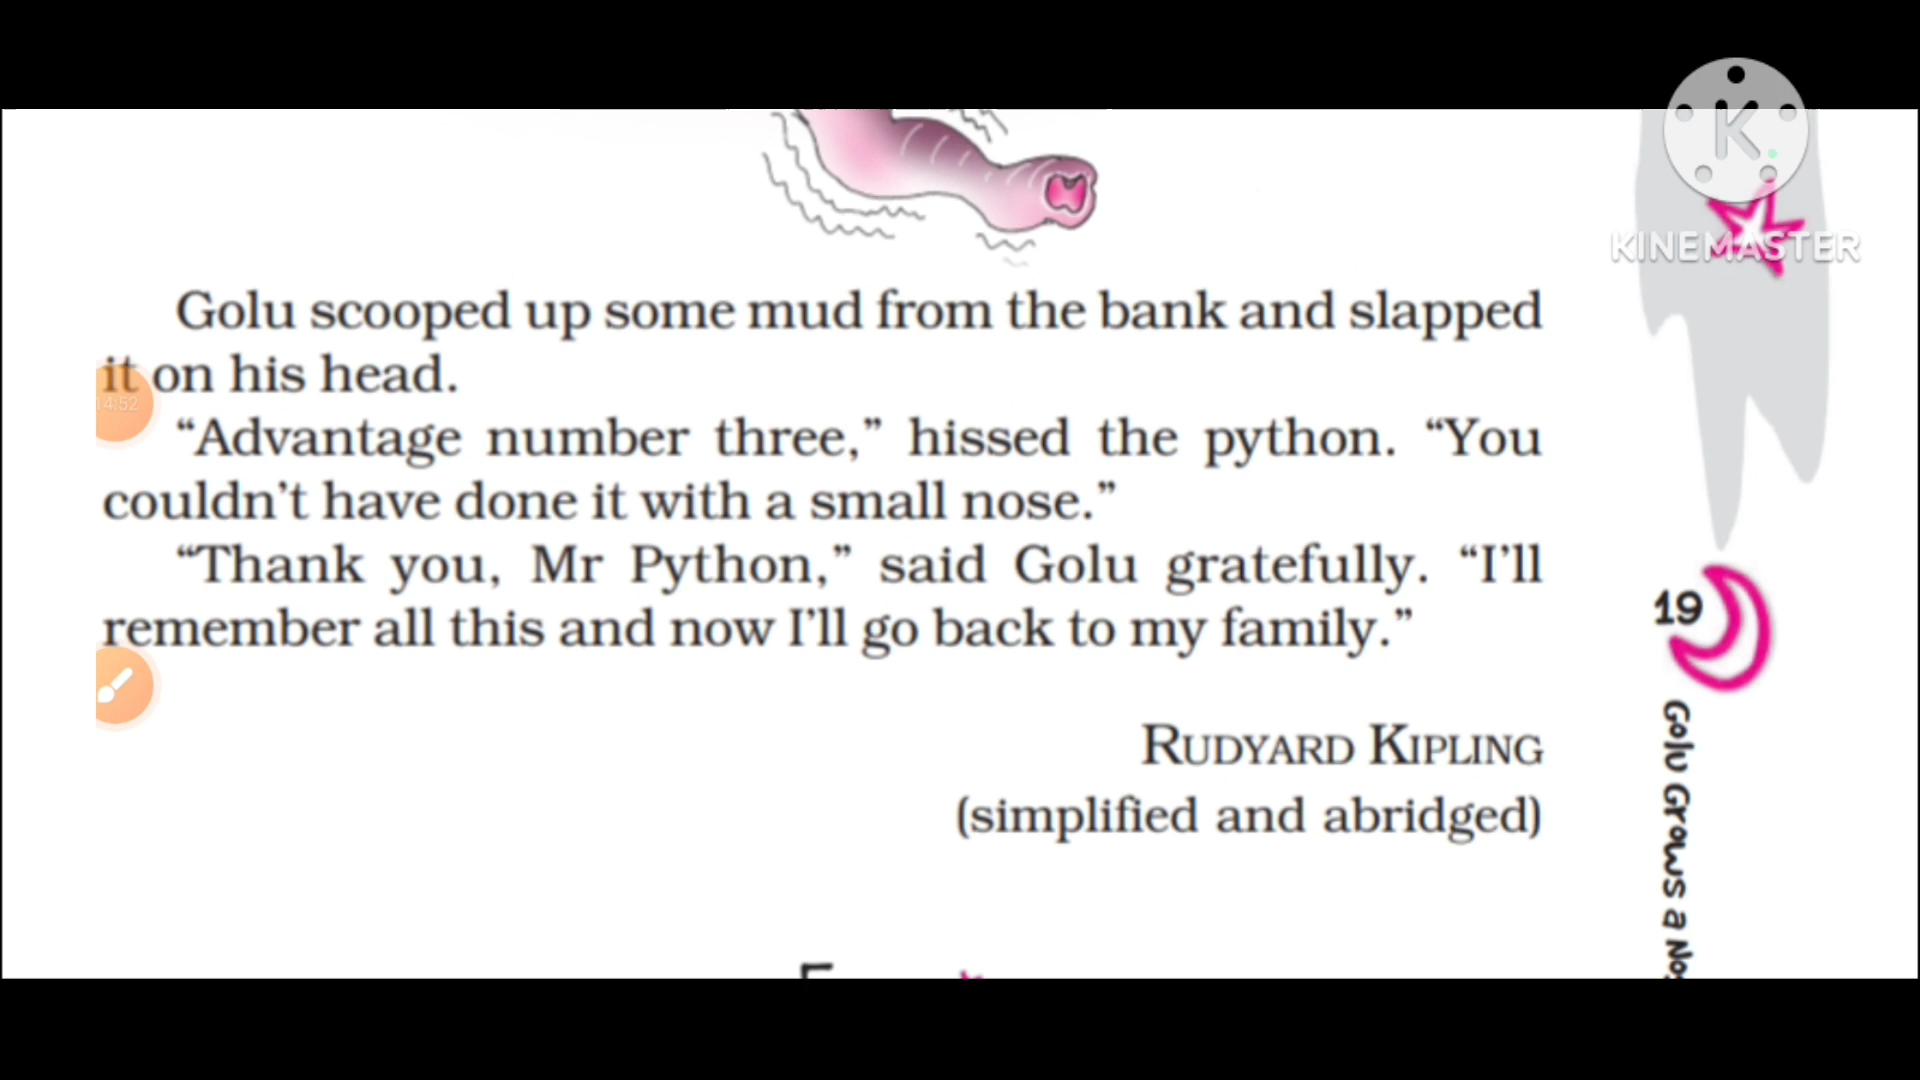 K
KINEMASTER
Golu scooped up some mud from the bank and slapped
it on his head.
14:52
“Advantage number three,” hissed the python. “You
couldn’t have done it with a small nose.”
“Thank you, Mr Python,” said Golu gratefully. “I’ll
remember all this and now I’ll go back to my family.”
19
RUDYARD KIPLING
(simplified and abridged)
Golu Grows a